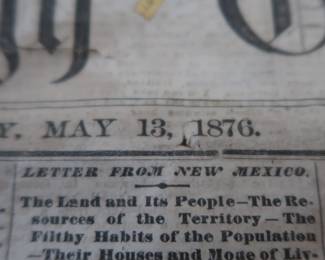 Y. MAY 13, 1876.
LETTER FROM NEW MEXICO.
The Land and Its People—The Re-
sources of the Territory—The
Filthy Habits of the Population
—Their Houses and Mode of Liv-